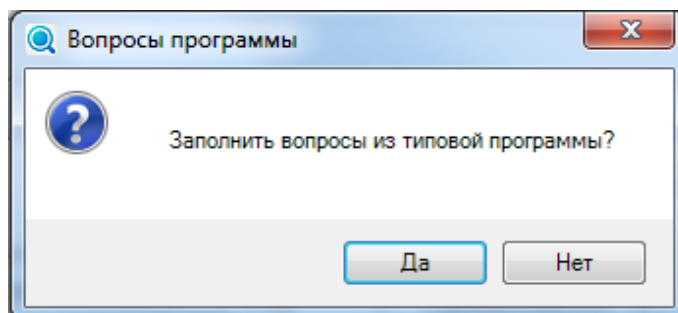 Вопросы программы
Заполнить вопросы из типовой программы?
Да
Нет